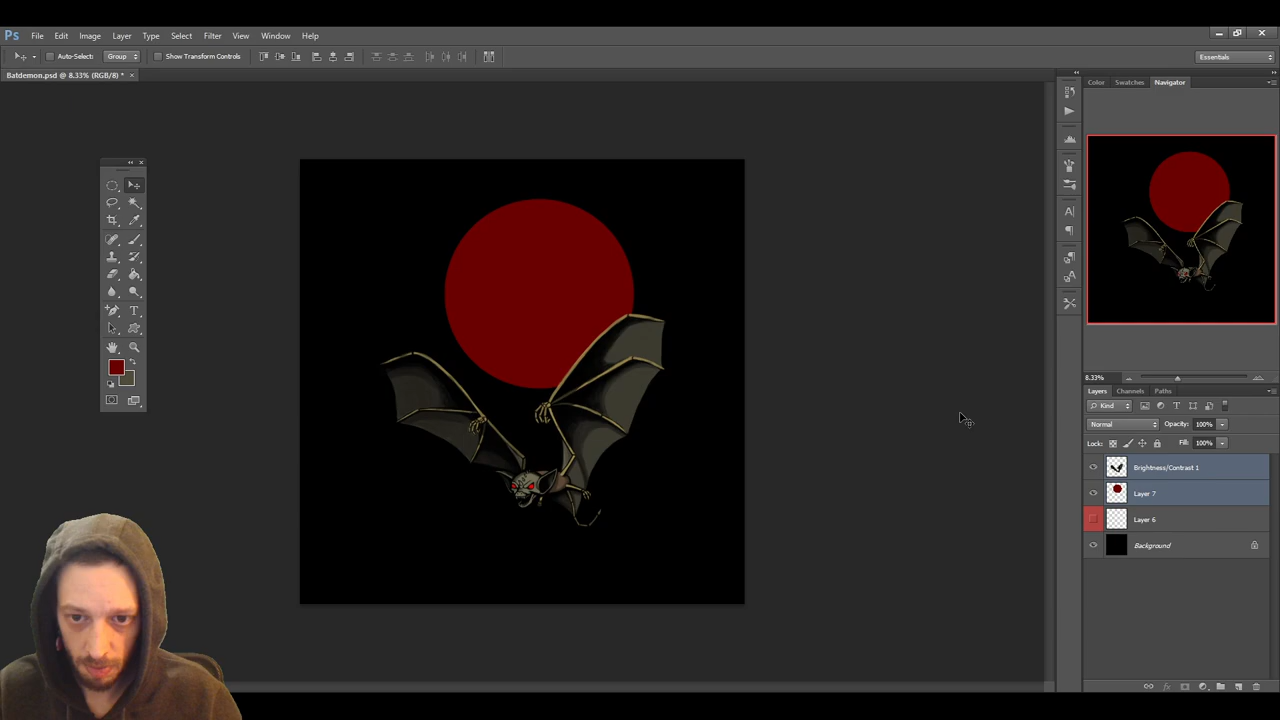 Ps File Edit Image Layer Type Select Filter View Window Help
Auto-Select: Group Show Transform Controls Essentials
Batdemon.psd @ 8.33% (RGB/8) * ×
Color Swatches Navigator
8.33%
Layers Channels Paths
Kind
Normal Opacity: 100%
Lock: Fill: 100%
Brightness/Contrast 1
Layer 7
Layer 6
Background